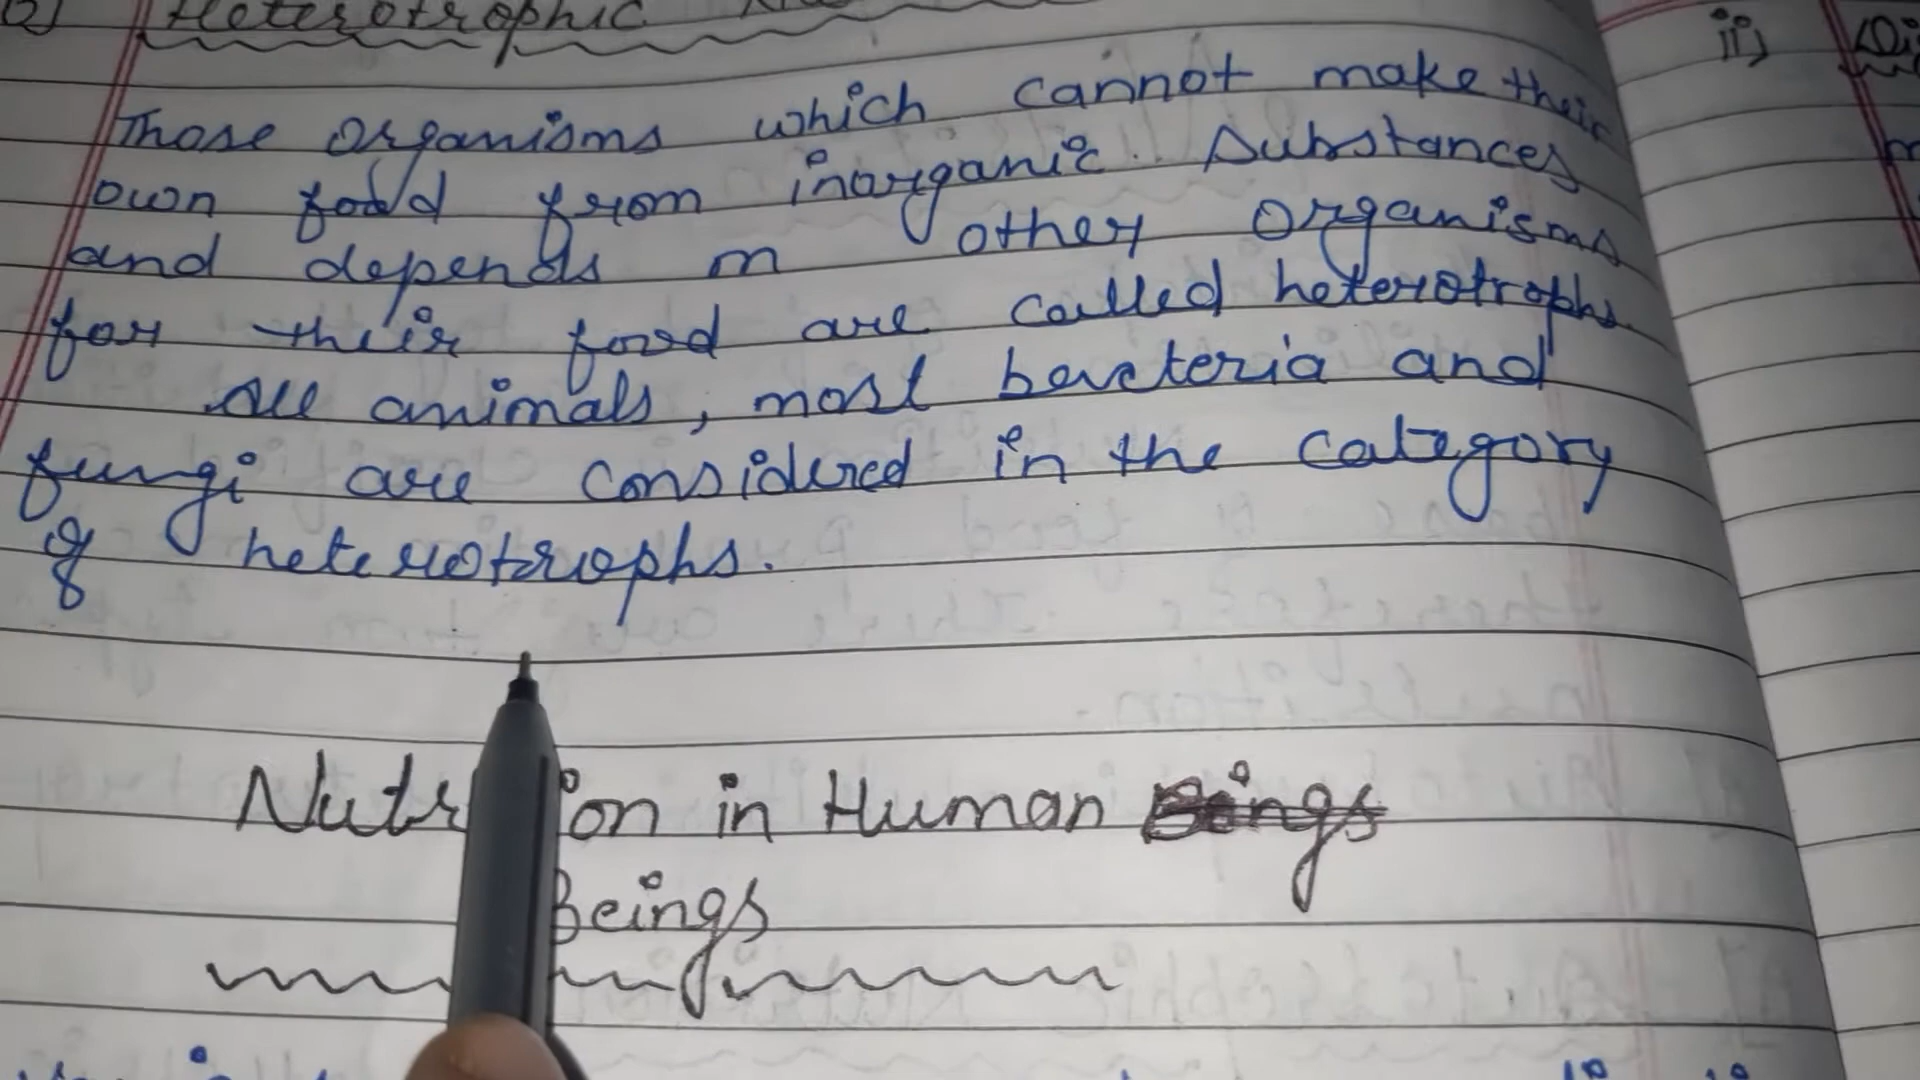 Heterotrophic
ii)
Those organisms which cannot make their
own food from inorganic substances
and depends on other organisms
for their food are called heterotrophs.
All animals, most bacteria and
fungi are considered in the category
of heterotrophs.
Nutrition in Human
Beings